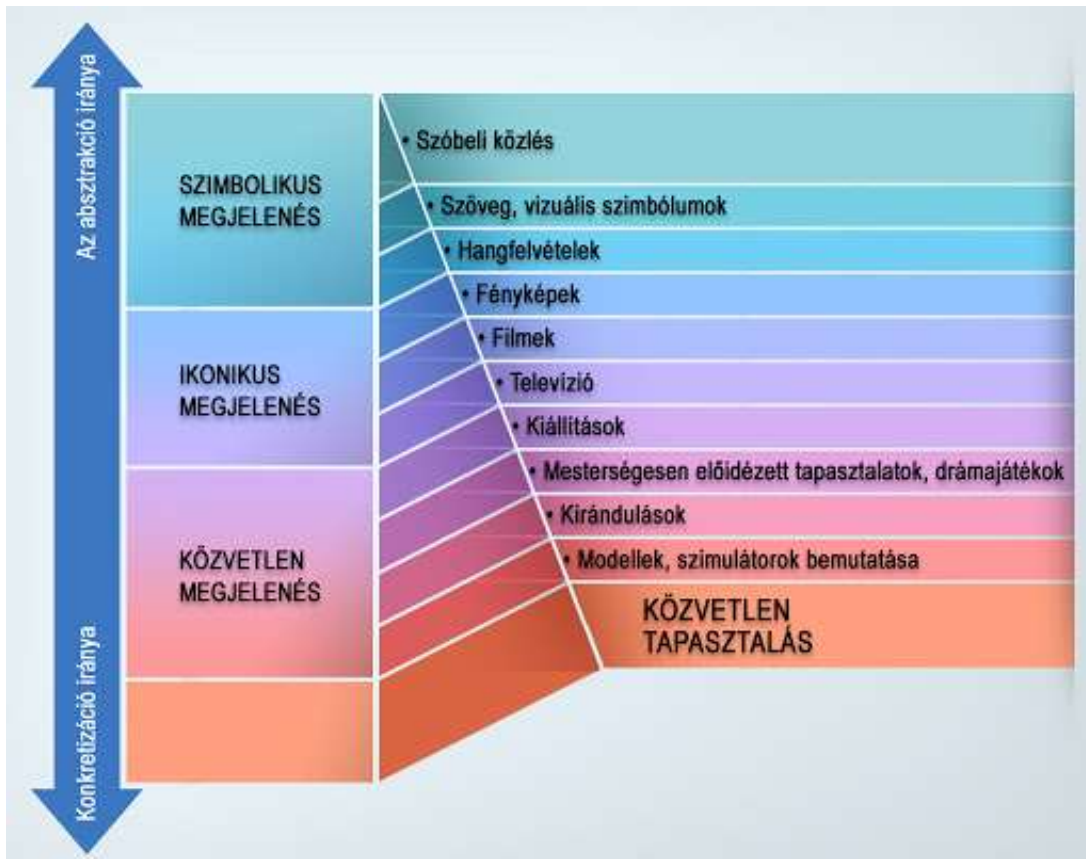 Az absztrakció iránya
Konkretizáció iránya
SZIMBOLIKUS
MEGJELENÉS
IKONIKUS
MEGJELENÉS
KÖZVETLEN
MEGJELENÉS
• Szóbeli közlés
• Szöveg, vizuális szimbólumok
• Hangfelvételek
• Fényképek
• Filmek
• Televízió
• Kiállítások
• Mesterségesen előidézett tapasztalatok, drámajátékok
• Kirándulások
• Modellek, szimulátorok bemutatása
KÖZVETLEN
TAPASZTALÁS